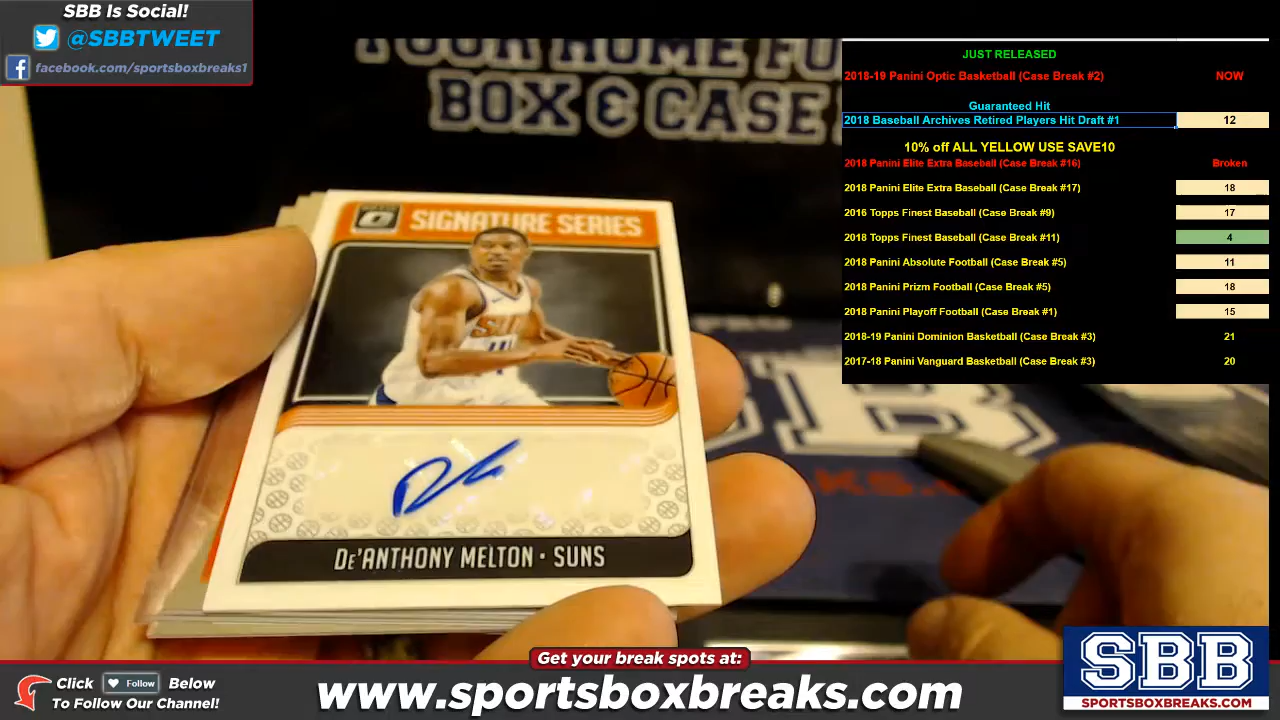 SBB Is Social!
@SBBTWEET
facebook.com/sportsboxbreaks1
YOUR HOME FO
BOX & CASE
JUST RELEASED
2018-19 Panini Optic Basketball (Case Break #2) NOW
Guaranteed Hit
2018 Baseball Archives Retired Players Hit Draft #1 12
10% off ALL YELLOW USE SAVE10
2018 Panini Elite Extra Baseball (Case Break #16) Broken
2018 Panini Elite Extra Baseball (Case Break #17) 18
2016 Topps Finest Baseball (Case Break #9) 17
2018 Topps Finest Baseball (Case Break #11) 4
2018 Panini Absolute Football (Case Break #5) 11
2018 Panini Prizm Football (Case Break #5) 18
2018 Panini Playoff Football (Case Break #1) 15
2018-19 Panini Dominion Basketball (Case Break #3) 21
2017-18 Panini Vanguard Basketball (Case Break #3) 20
SIGNATURE SERIES
SUNS
DE'ANTHONY MELTON · SUNS
Get your break spots at:
www.sportsboxbreaks.com
Click Follow Below
To Follow Our Channel!
SBB
SPORTSBOXBREAKS.COM